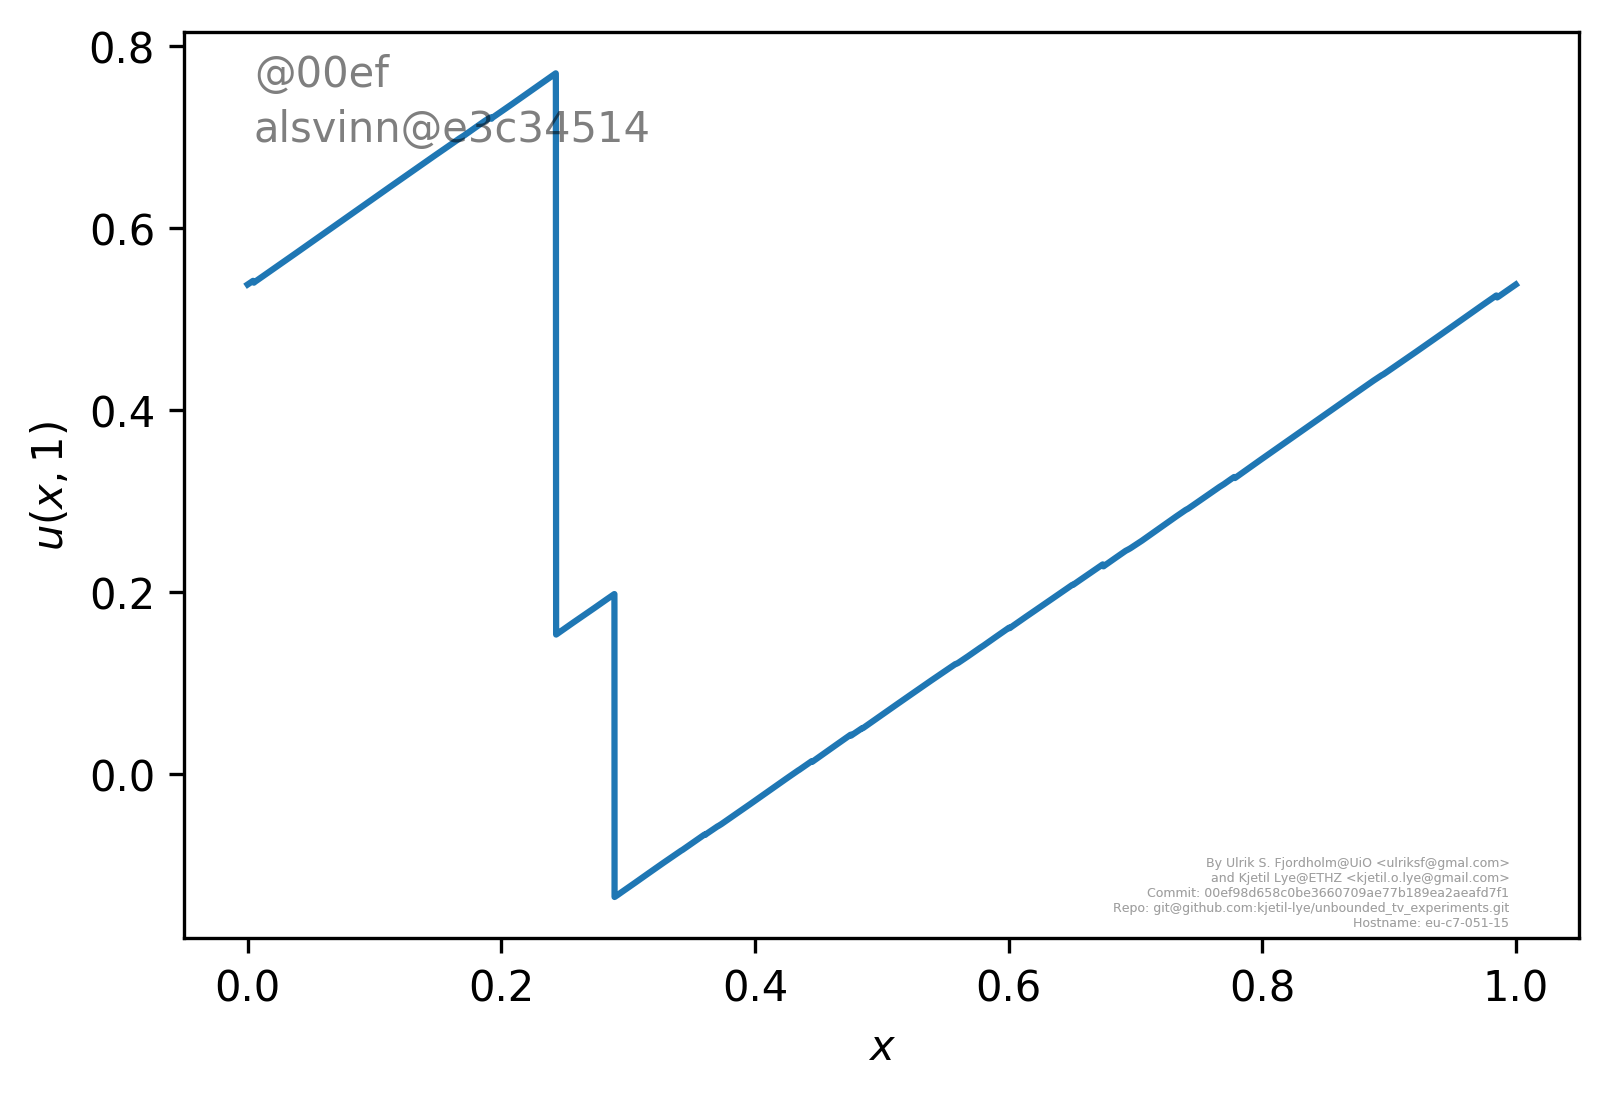 @00ef
alsvinn@e3c34514
0.8
0.6
0.4
0.2
0.0
u(x, 1)
0.0 0.2 0.4 0.6 0.8 1.0
x
By Ulrik S. Fjordholm@UiO <ulriksf@gmal.com>
and Kjetil Lye@ETHZ <kjetil.o.lye@gmail.com>
Commit: 00ef98d658c0be3660709ae77b189ea2aeafd7f1
Repo: git@github.com:kjetil-lye/unbounded_tv_experiments.git
Hostname: eu-c7-051-15